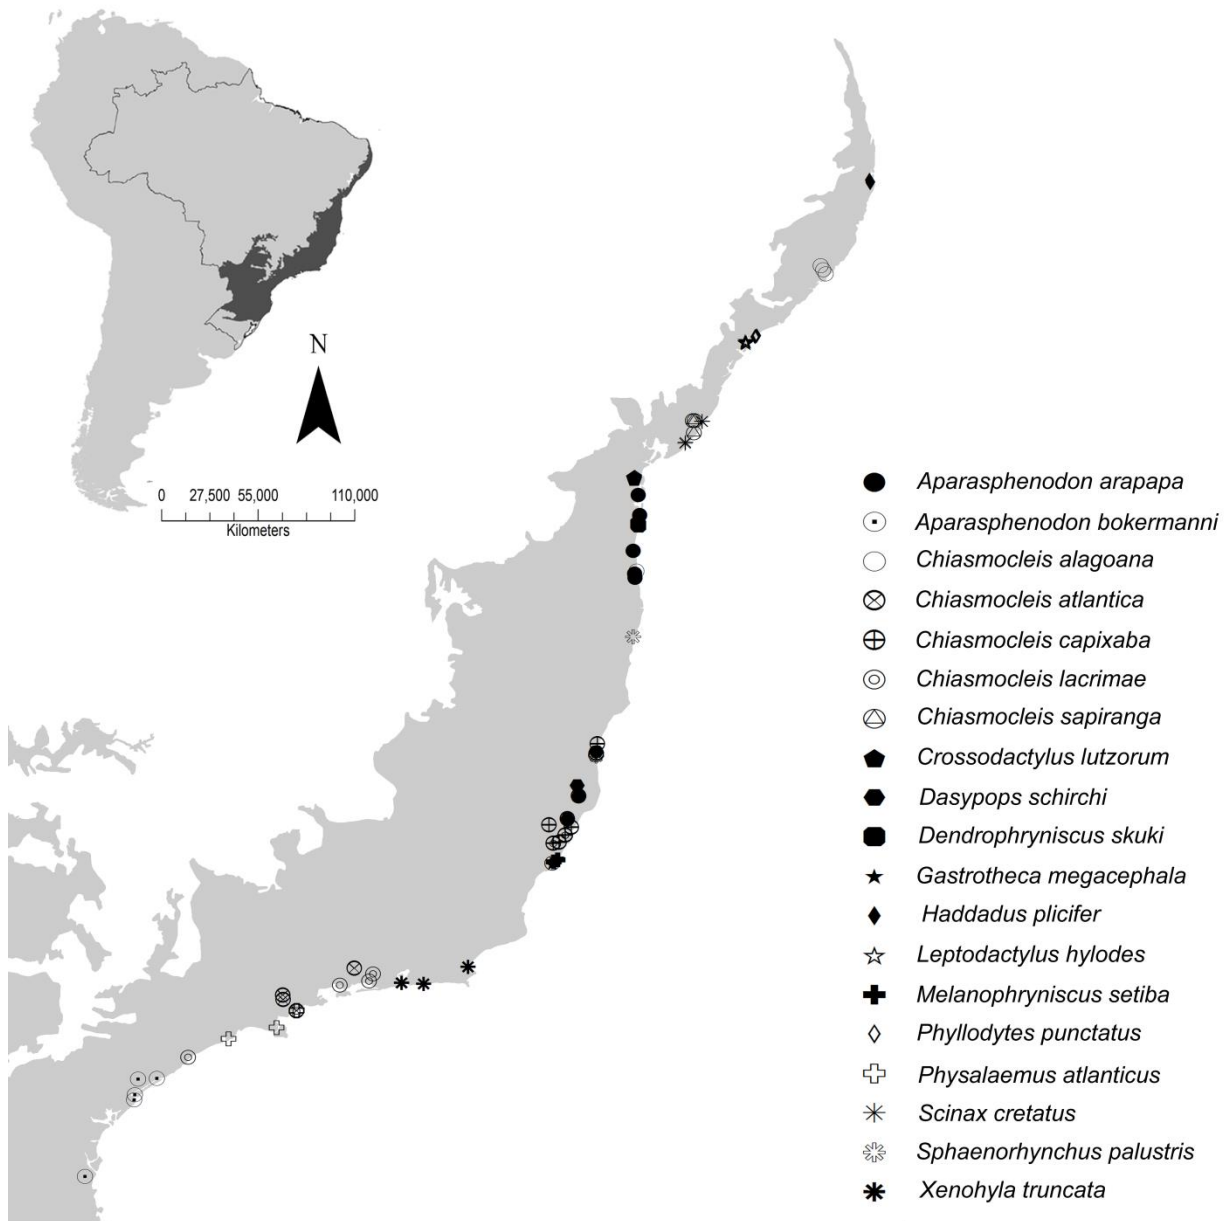 N
0 27,500 55,000 110,000
Kilometers
Aparasphenodon arapapa
Aparasphenodon bokermanni
Chiasmocleis alagoana
Chiasmocleis atlantica
Chiasmocleis capixaba
Chiasmocleis lacrimae
Chiasmocleis sapiranga
Crossodactylus lutzorum
Dasypops schirchi
Dendrophryniscus skuki
Gastrotheca megacephala
Haddadus plicifer
Leptodactylus hylodes
Melanophryniscus setiba
Phyllodytes punctatus
Physalaemus atlanticus
Scinax cretatus
Sphaenorhynchus palustris
Xenohyla truncata